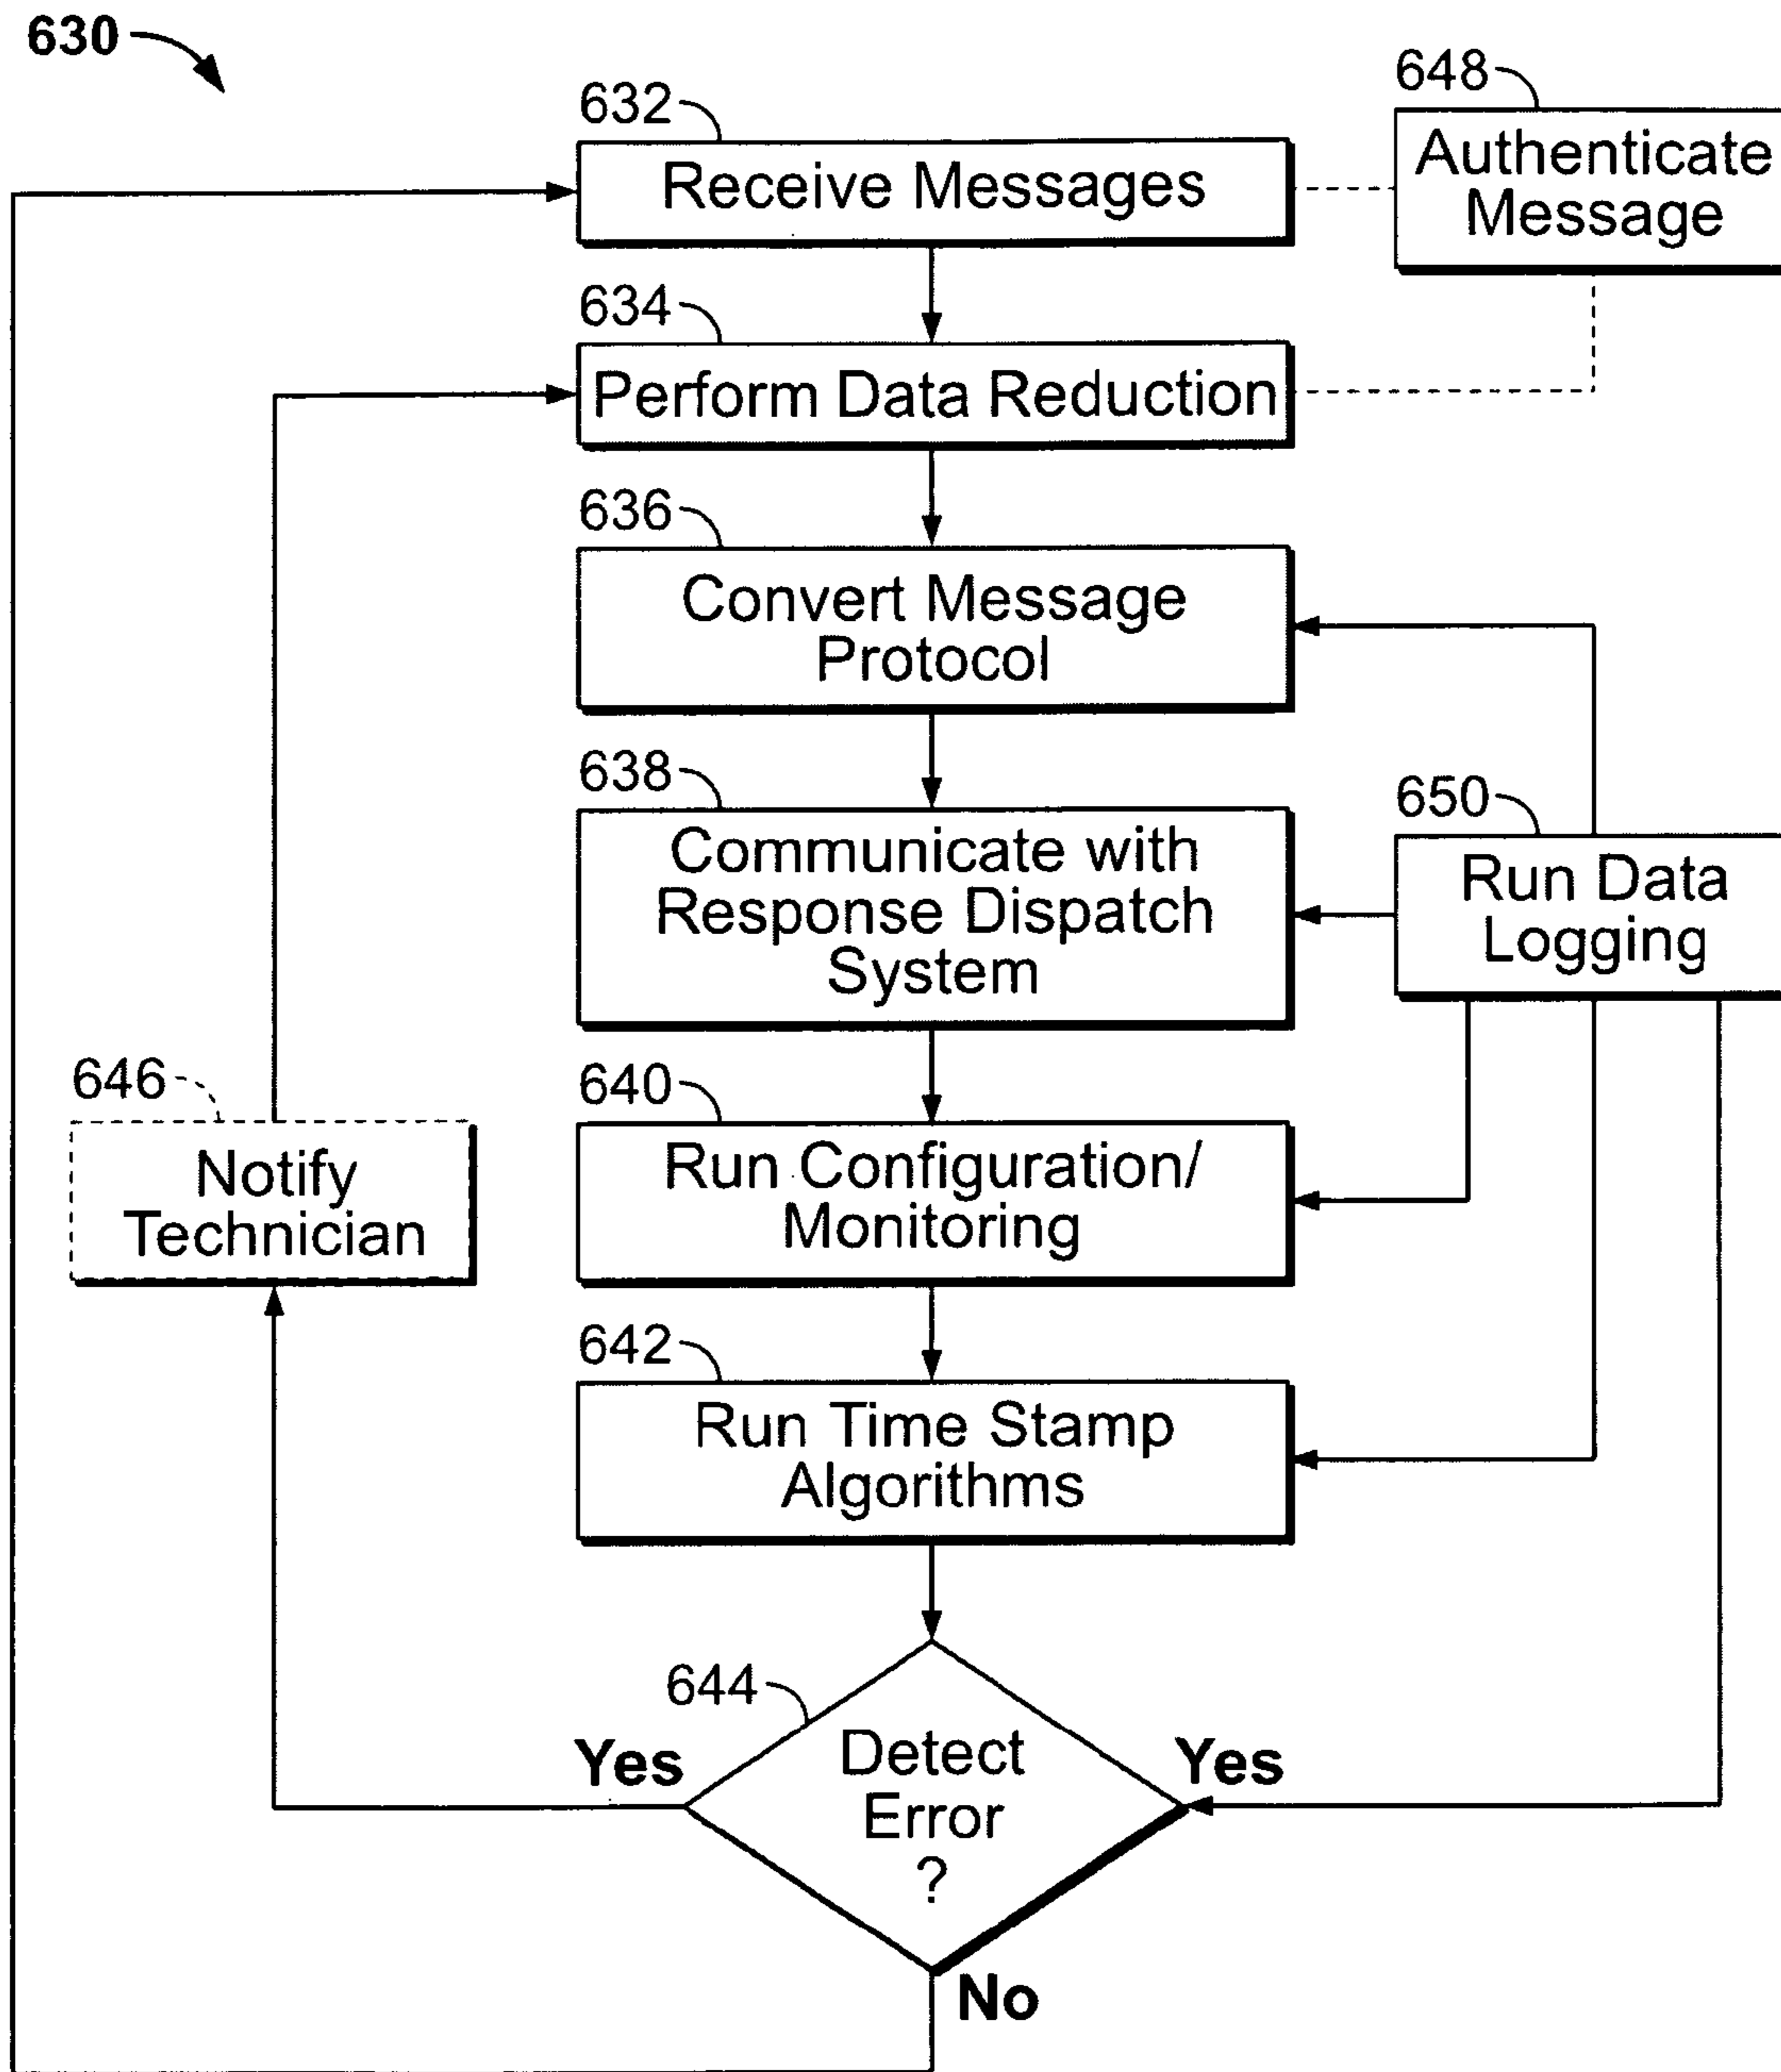 630
632
Receive Messages
648
Authenticate
Message
634
Perform Data Reduction
636
Convert Message
Protocol
638
Communicate with
Response Dispatch
System
650
Run Data
Logging
640
Run Configuration/
Monitoring
646
Notify
Technician
642
Run Time Stamp
Algorithms
644
Detect
Error
?
Yes
Yes
No